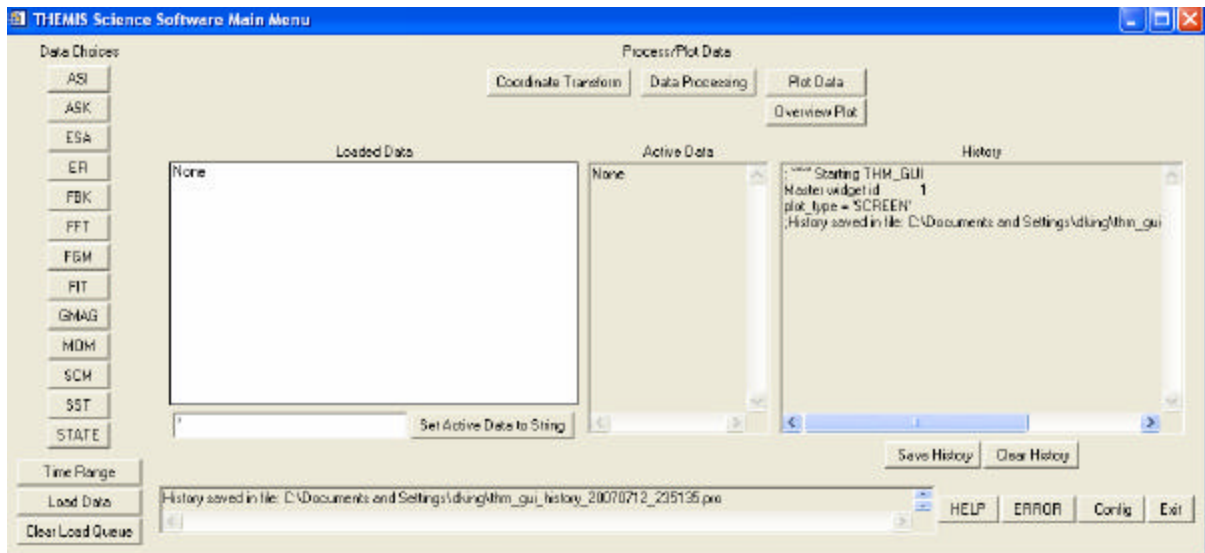 THEMIS Science Software Main Menu
Data Choices
Process/Plot Data
ASI
Coordinate Transform
Data Processing
Plot Data
ASK
Overview Plot
ESA
Loaded Data
Active Data
History
EFI
None
None
; **** Starting THM_GUI
Master widget id 1
FBK
plot_type = 'SCREEN'
;History saved in file: C:\Documents and Settings\dking\thm_gui
FFT
FGM
FIT
GMAG
MOM
SCM
SST
*
Set Active Data to String
STATE
Save History
Clear History
Time Range
Load Data
History saved in file: C:\Documents and Settings\dking\thm_gui_history_20070712_235135.pro
HELP
ERROR
Config
Exit
Clear Load Queue